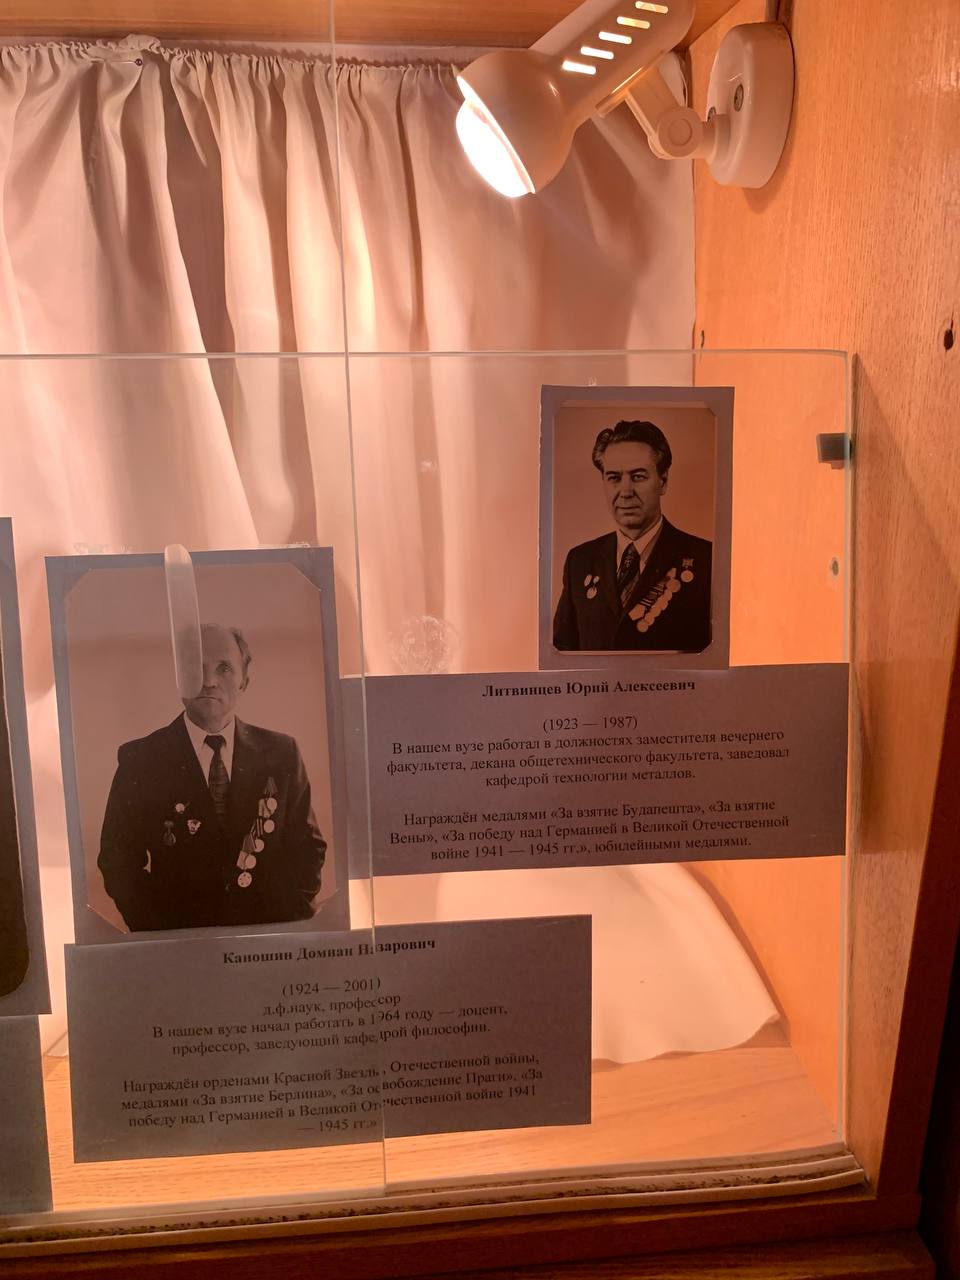 Литвинцев Юрий Алексеевич
(1923 — 1987)
В нашем вузе работал в должностях заместителя вечернего
факультета, декана общетехнического факультета, заведовал
кафедрой технологии металлов.
Награждён медалями «За взятие Будапешта», «За взятие
Вены», «За победу над Германией в Великой Отечественной
войне 1941 — 1945 гг.», юбилейными медалями.
Каношин Домиан Назарович
(1924 — 2001)
д.ф.наук, профессор
В нашем вузе начал работать в 1964 году — доцент,
профессор, заведующий кафедрой философии.
Награждён орденами Красной Звезды, Отечественной войны,
медалями «За взятие Берлина», «За освобождение Праги», «За
победу над Германией в Великой Отечественной войне 1941
— 1945 гг.»